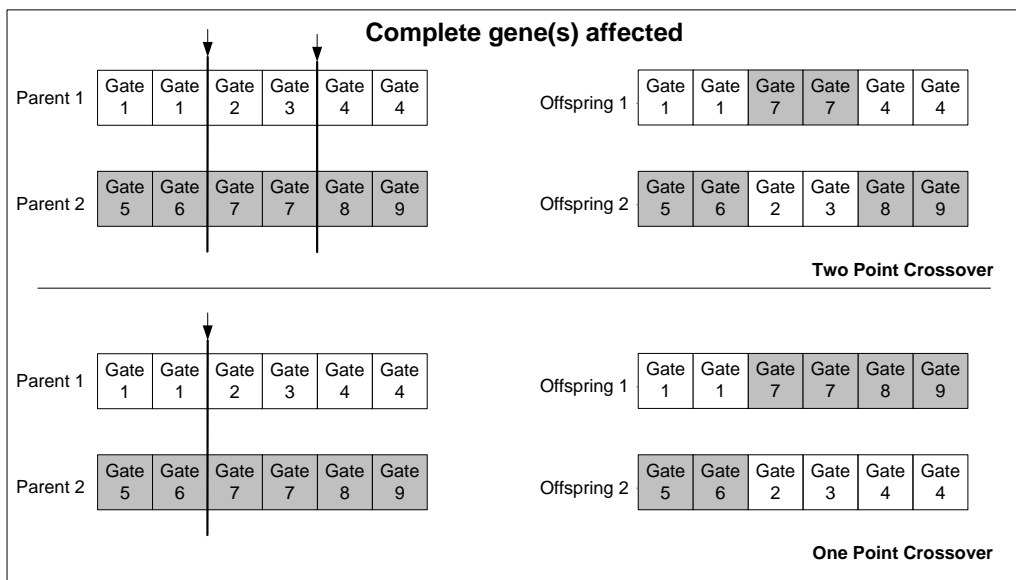 Complete gene(s) affected
Parent 1
Gate 1 Gate 1 Gate 2 Gate 3 Gate 4 Gate 4
Offspring 1
Gate 1 Gate 1 Gate 7 Gate 7 Gate 4 Gate 4
Parent 2
Gate 5 Gate 6 Gate 7 Gate 7 Gate 8 Gate 9
Offspring 2
Gate 5 Gate 6 Gate 2 Gate 3 Gate 8 Gate 9
Two Point Crossover
Parent 1
Gate 1 Gate 1 Gate 2 Gate 3 Gate 4 Gate 4
Offspring 1
Gate 1 Gate 1 Gate 7 Gate 7 Gate 8 Gate 9
Parent 2
Gate 5 Gate 6 Gate 7 Gate 7 Gate 8 Gate 9
Offspring 2
Gate 5 Gate 6 Gate 2 Gate 3 Gate 4 Gate 4
One Point Crossover